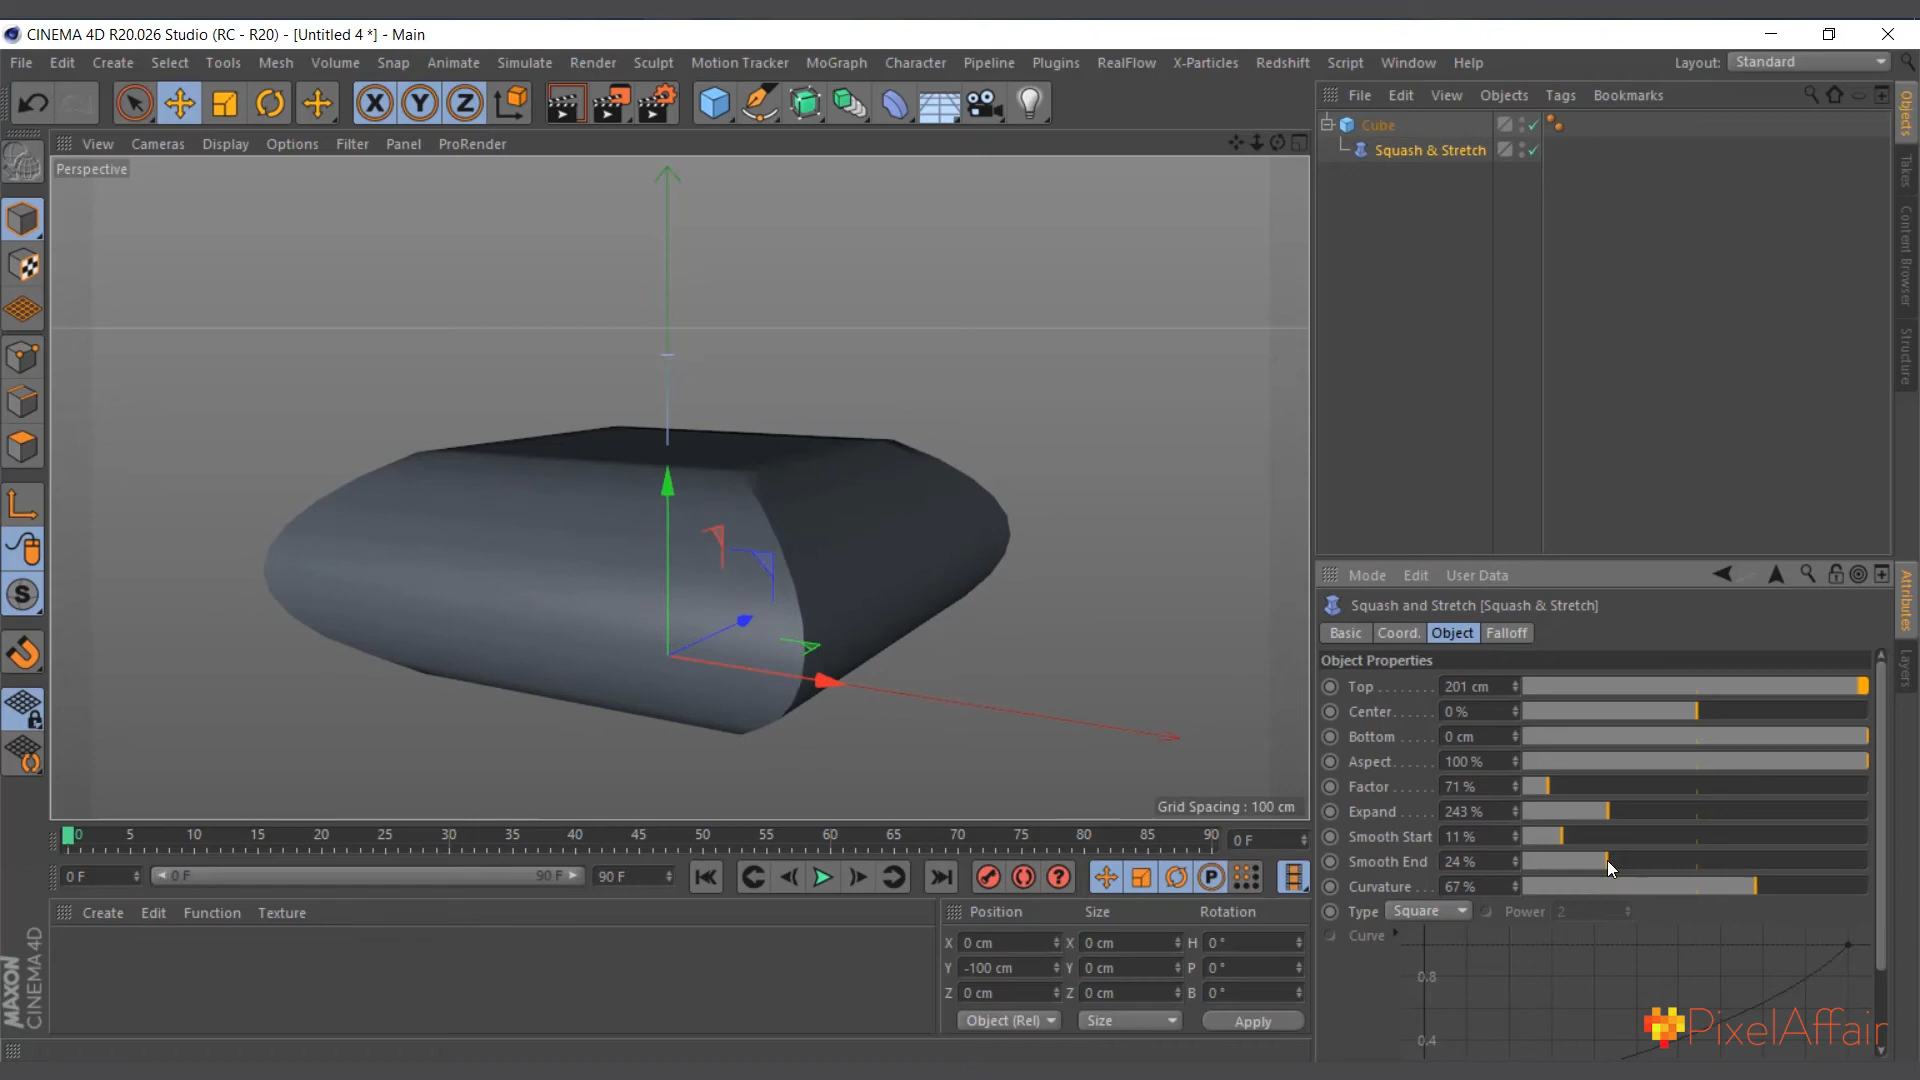 CINEMA 4D R20.026 Studio (RC - R20) - [Untitled 4 *] - Main
File Edit Create Select Tools Mesh Volume Snap Animate Simulate Render Sculpt Motion Tracker MoGraph Character Pipeline Plugins RealFlow X-Particles Redshift Script Window Help Layout: Standard
X Y Z
File Edit View Objects Tags Bookmarks
Objects
Takes
Content Browser
Structure
Cube
Squash & Stretch
View Cameras Display Options Filter Panel ProRender
Perspective
S
Grid Spacing : 100 cm
Mode Edit User Data
Attributes
Layers
Squash and Stretch [Squash & Stretch]
Basic Coord. Object Falloff
Object Properties
Top 201 cm
Center 0 %
Bottom 0 cm
Aspect 100 %
Factor 71 %
Expand 243 %
Smooth Start 11 %
Smooth End 24 %
Curvature 67 %
Type Square Power 2
Curve
0.8
0.4
PixelAffair
0 5 10 15 20 25 30 35 40 45 50 55 60 65 70 75 80 85 90 0 F
0 F 0 F 90 F 90 F ? P
Create Edit Function Texture
Position Size Rotation
X 0 cm X 0 cm H 0 °
Y -100 cm Y 0 cm P 0 °
Z 0 cm Z 0 cm B 0 °
Object (Rel) Size Apply
MAXON
CINEMA 4D